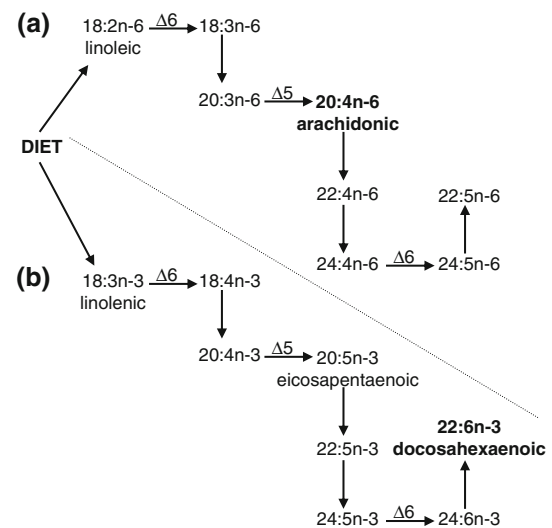 (a)
18:2n-6 Δ6 18:3n-6
linoleic
20:3n-6 Δ5 20:4n-6
arachidonic
DIET
22:4n-6 22:5n-6
24:4n-6 Δ6 24:5n-6
(b)
18:3n-3 Δ6 18:4n-3
linolenic
20:4n-3 Δ5 20:5n-3
eicosapentaenoic
22:6n-3
22:5n-3 docosahexaenoic
24:5n-3 Δ6 24:6n-3